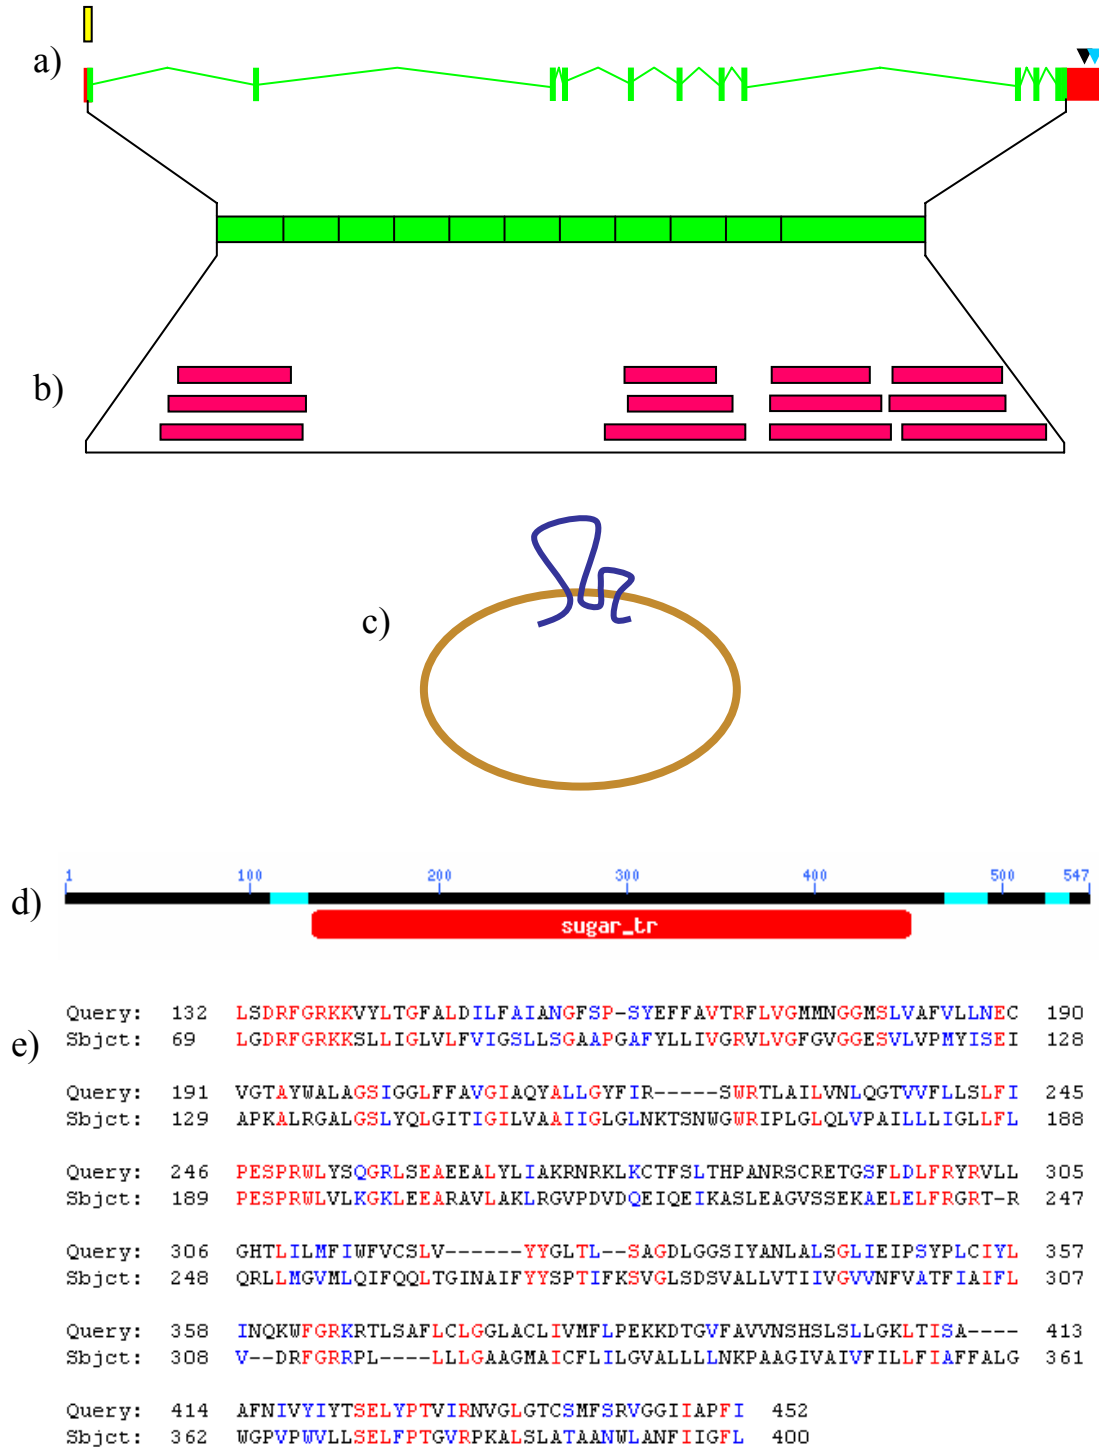 a)
b)
c)
1 100 200 300 400 500 547
d)
sugar_tr
e)
Query: 132 LSDRFGRKKVYLTGFALDILFAIANGFSP-SYEFFAVTRFLVGMMNGGMSLVAFVLLNEC 190
Sbjct: 69 LGDRFGRKKSLLIGLVLFVIGSLLSGAAPGAFYLLIVGRVLVGFGVGGESVLVPMYISEI 128
Query: 191 VGTAYWALAGSIGGLFFAVGIAQYALLGYFIR-----SWRTLAILVNLQGTVVFLLSLFI 245
Sbjct: 129 APKALRGALGSLYQLGITIGILVAAIIGLGLNKTSNWGWRIPLGLQLVPAILLLIGLLFL 188
Query: 246 PESPRWLYSQGRLSEAEEALYLIAKRNRKLKCTFSLTHPANRSCRETGSFLDLFRYRVLL 305
Sbjct: 189 PESPRWLVLKGKLEEARAVLAKLRGVPDVDQEIQEIKASLEAGVSSEKAELELFRGRT-R 247
Query: 306 GHTLILMFIWFVCSLV------YYGLTL--SAGDLGGSIYANLALSGLIEIPSYPLCIYL 357
Sbjct: 248 QRLLMGVMLQIFQQLTGINAIFYYSPTIFKSVGLSDSVALLVTIIVGVVNFVATFIAIFL 307
Query: 358 INQKWFGRKRTLSAFLCLGGLACLIVMFLPEKKDTGVFAVVNSHSLSLLGKLTISA---- 413
Sbjct: 308 V--DRFGRRPL----LLLGAAGMAICFLILGVALLLLNKPAAGIVAIVFILLFIAFFALG 361
Query: 414 AFNIVYIYTSELYPTVIRNVGLGTCSMFSRVGGIIAPFI 452
Sbjct: 362 WGPVPWVLLSELFPTGVRPKALSLATAANWLANFIIGFL 400